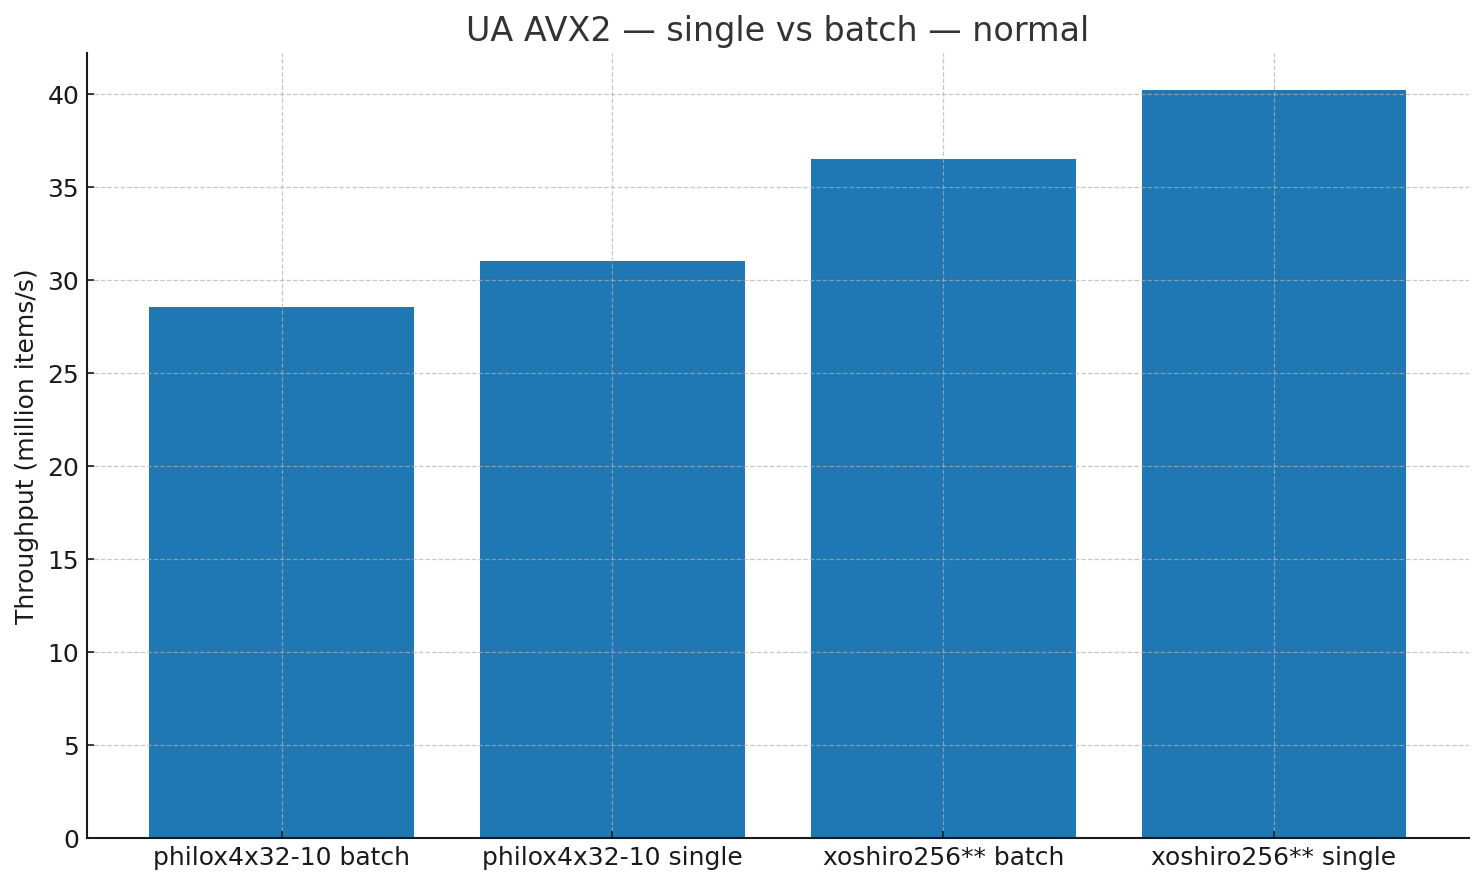 UA AVX2 — single vs batch — normal
Throughput (million items/s)
40
35
30
25
20
15
10
5
0
philox4x32-10 batch
philox4x32-10 single
xoshiro256** batch
xoshiro256** single